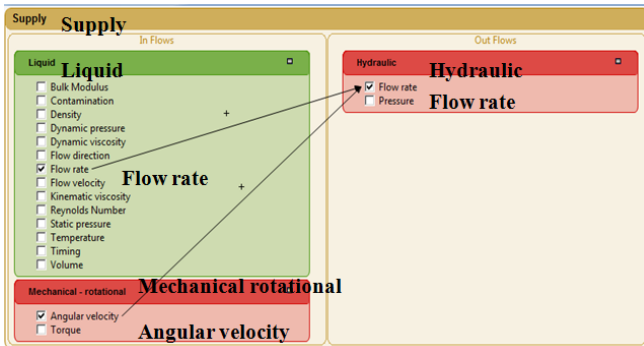 Supply Supply
In Flows
Liquid
Liquid
Bulk Modulus
Contamination
Density
Dynamic pressure
Dynamic viscosity
Flow direction
Flow rate
Flow velocity
Flow rate
Kinematic viscosity
Reynolds Number
Static pressure
Temperature
Timing
Volume
Mechanical rotational
Mechanical - rotational
Angular velocity
Torque
Angular velocity
Out Flows
Hydraulic
Hydraulic
Flow rate
Pressure
Flow rate